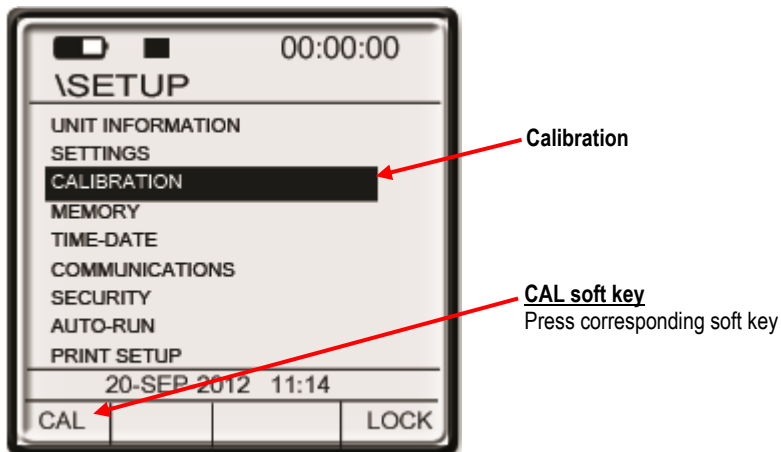 00:00:00
\SETUP
UNIT INFORMATION
SETTINGS
CALIBRATION
MEMORY
TIME-DATE
COMMUNICATIONS
SECURITY
AUTO-RUN
PRINT SETUP
20-SEP 2012 11:14
CAL LOCK
Calibration
CAL soft key
Press corresponding soft key